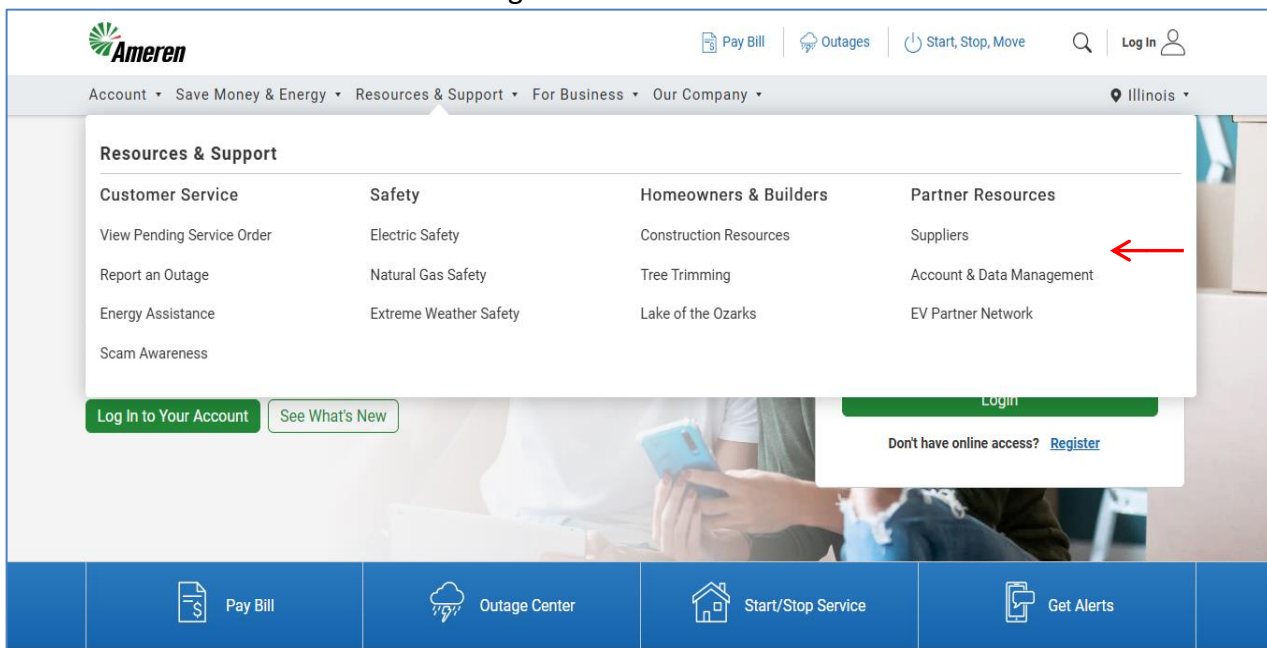 Ameren
Pay Bill Outages Start, Stop, Move Log In
Account Save Money & Energy Resources & Support For Business Our Company Illinois
Resources & Support
Customer Service Safety Homeowners & Builders Partner Resources
View Pending Service Order Electric Safety Construction Resources Suppliers
Report an Outage Natural Gas Safety Tree Trimming Account & Data Management
Energy Assistance Extreme Weather Safety Lake of the Ozarks EV Partner Network
Scam Awareness
Log In to Your Account See What's New Login
Don't have online access? Register
Pay Bill Outage Center Start/Stop Service Get Alerts